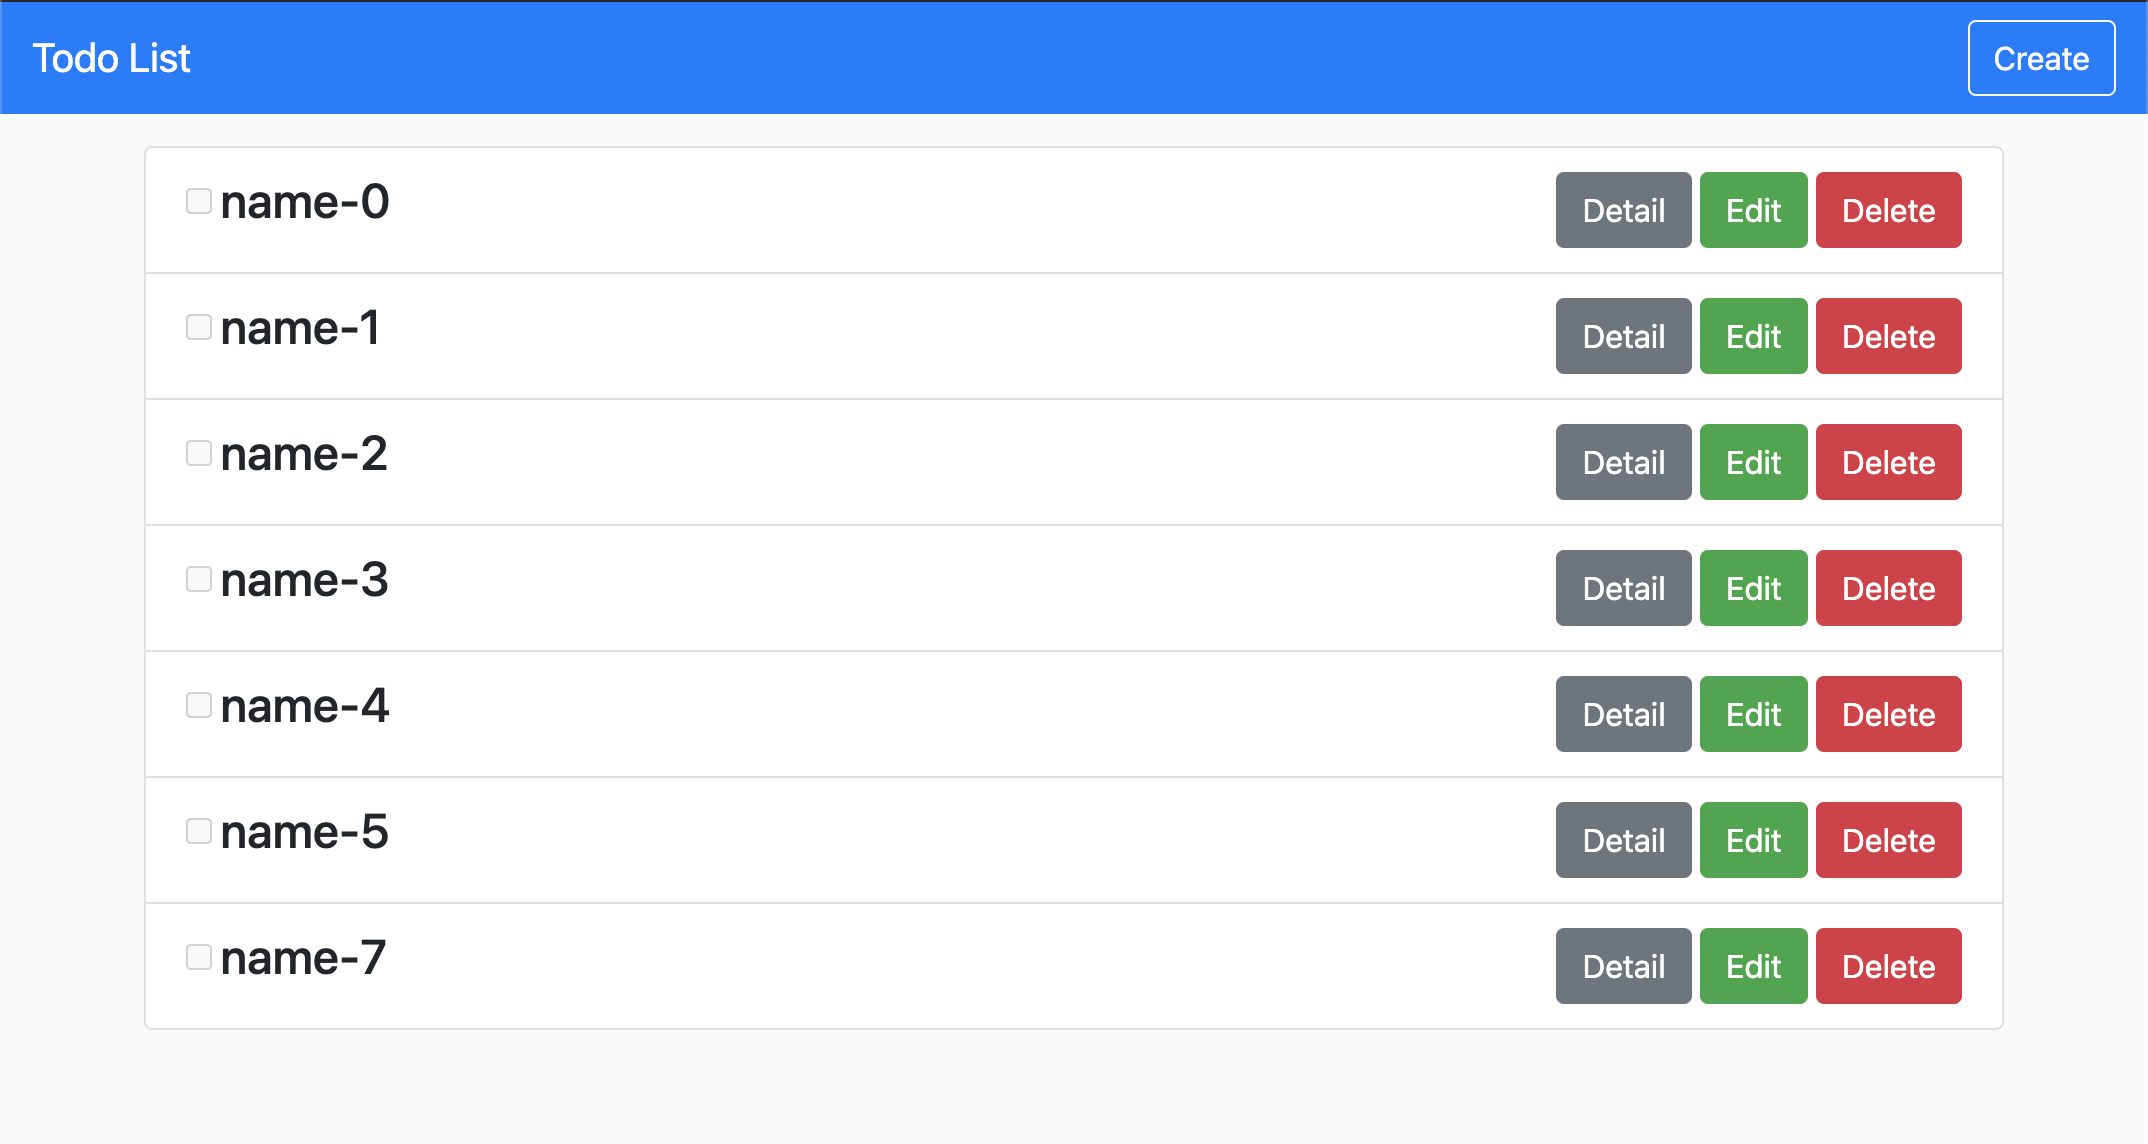 Todo List Create
name-0 Detail Edit Delete
name-1 Detail Edit Delete
name-2 Detail Edit Delete
name-3 Detail Edit Delete
name-4 Detail Edit Delete
name-5 Detail Edit Delete
name-7 Detail Edit Delete